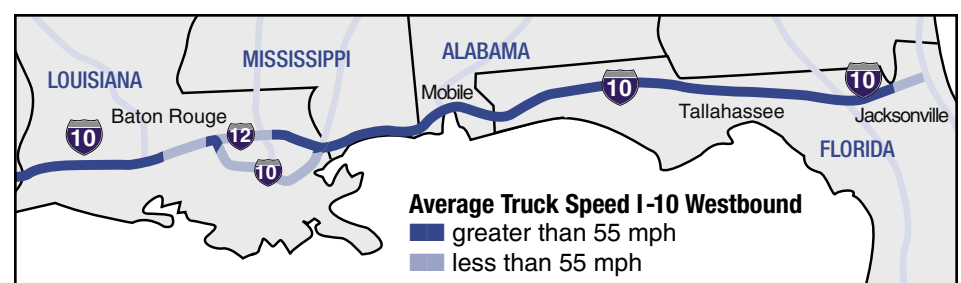 LOUISIANA
MISSISSIPPI
ALABAMA
Mobile
10
10
Baton Rouge
12
10
10
Tallahassee
Jacksonville
FLORIDA
Average Truck Speed I-10 Westbound
greater than 55 mph
less than 55 mph